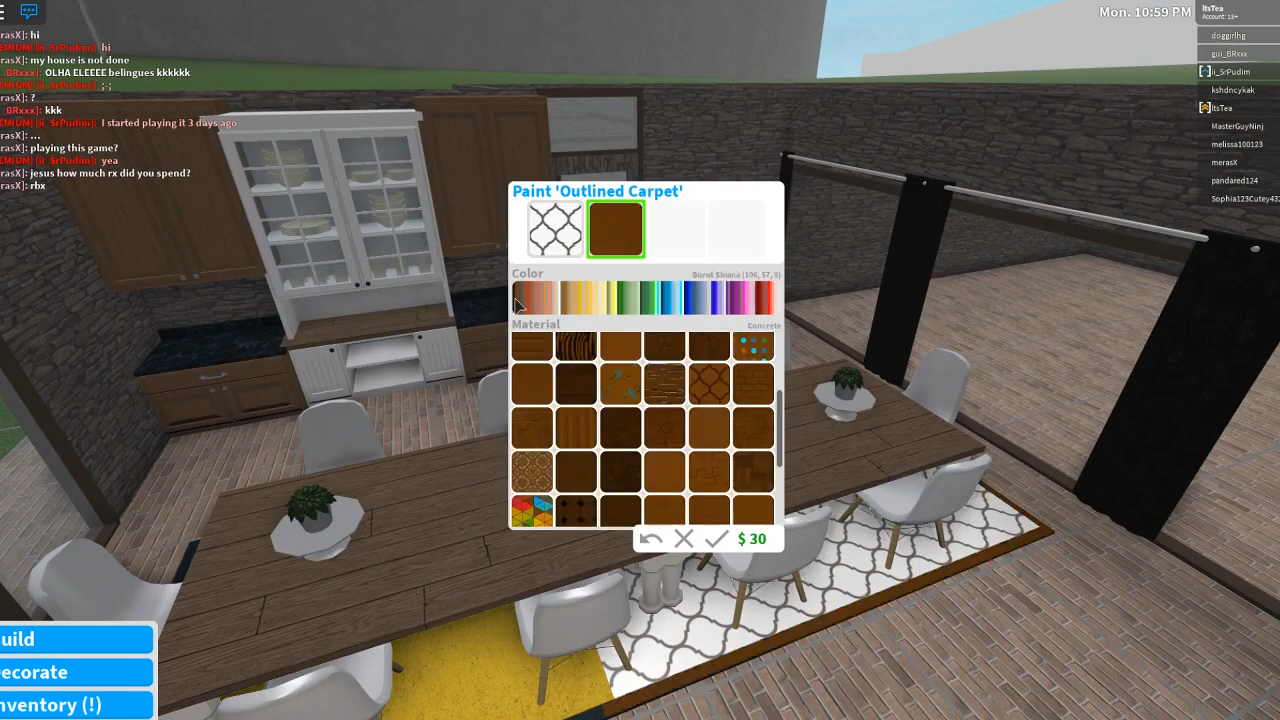 Mon. 10:59 PM
ItsTea
Account: 13+
rasX]: hi
EMIUM] [ii_SrPudim]: hi
rasX]: my house is not done
_BRxxx]: OLHA ELEEEE belingues kkkkkk
EMIUM] [ii_SrPudim]: ;-;
rasX]: ?
_BRxxx]: kkk
EMIUM] [ii_SrPudim]: I started playing it 3 days ago
rasX]: ...
rasX]: playing this game?
EMIUM] [ii_SrPudim]: yea
rasX]: jesus how much rx did you spend?
rasX]: rbx
doggirlhg
gui_BRxxx
ii_SrPudim
kshdncykak
ItsTea
MasterGuyNinj
melissa100123
merasX
pandared124
Sophia123Cutey432
Paint 'Outlined Carpet'
Color
Burnt Sienna (106, 57, 9)
Material
Concrete
$ 30
uild
ecorate
nventory (!)